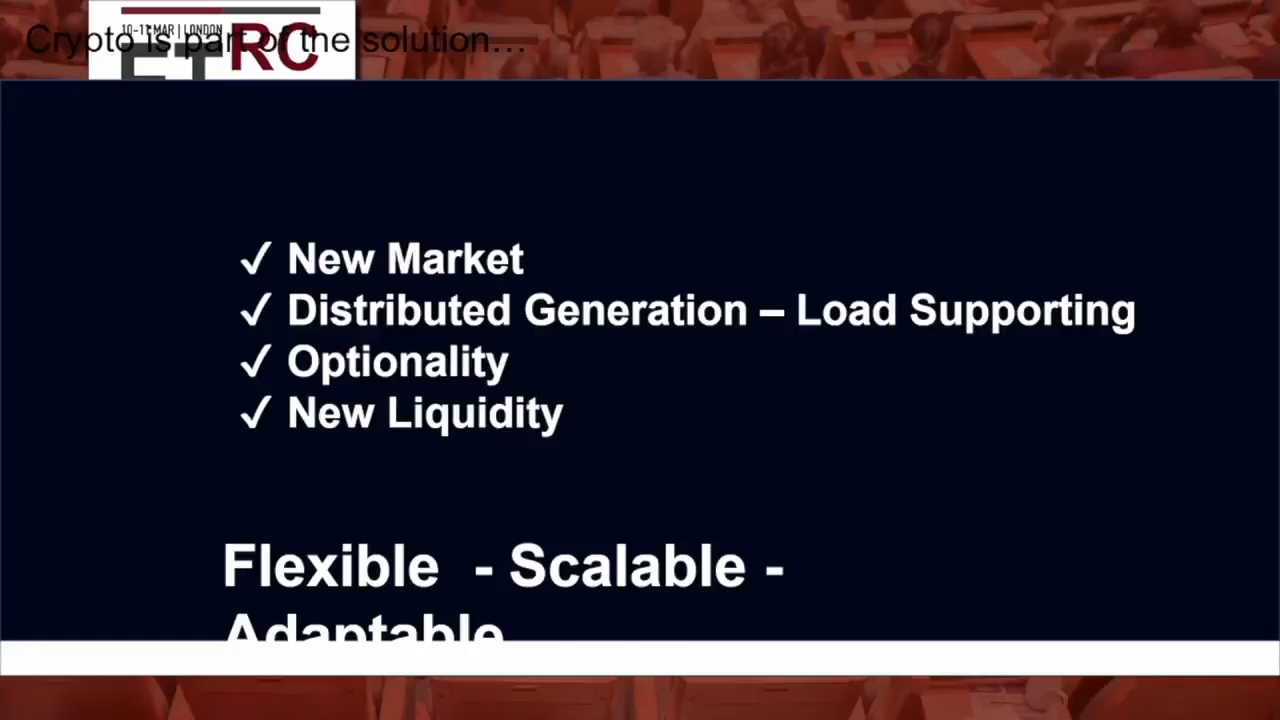 10-11 MAR | LONDON
ETRC
Crypto is part of the solution...
✓ New Market
✓ Distributed Generation – Load Supporting
✓ Optionality
✓ New Liquidity
Flexible - Scalable -
Adaptable